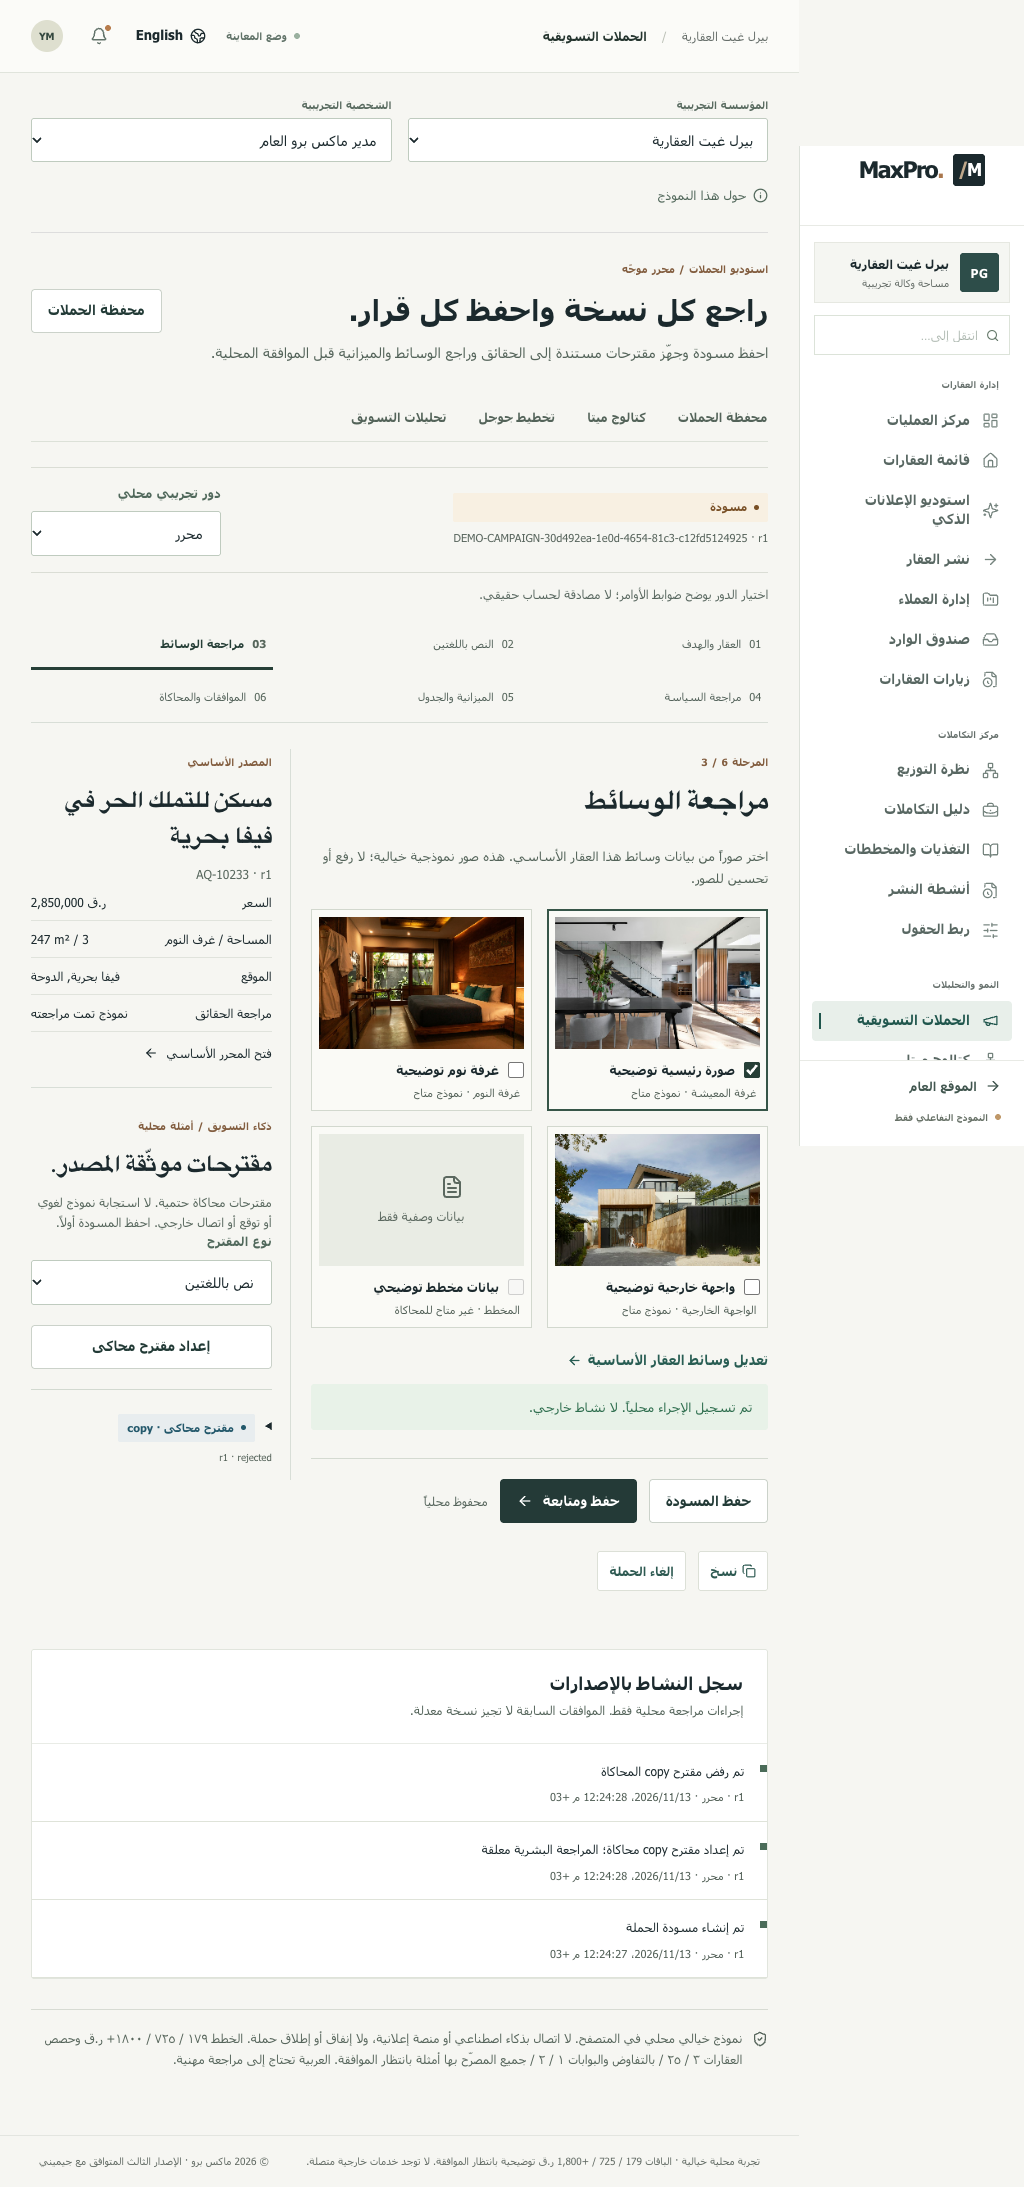 بيرل غيت العقارية / الحملات التسويقية
وضع المعاينة
English
YM
MaxPro. M/
PG
بيرل غيت العقارية
مساحة وكالة تجريبية
انتقل إلى...
إدارة العقارات
مركز العمليات
قائمة العقارات
استوديو الإعلانات
الذكي
نشر العقار
إدارة العملاء
صندوق الوارد
زيارات العقارات
مركز التكاملات
نظرة التوزيع
دليل التكاملات
التغذيات والمخططات
أنشطة النشر
ربط الحقول
النمو والتحليلات
الحملات التسويقية
كتالوج ميتا
الموقع العام
النموذج التفاعلي فقط
المؤسسة التجريبية
بيرل غيت العقارية
الشخصية التجريبية
مدير ماكس برو العام
حول هذا النموذج
استوديو الحملات / محرر موجّه
راجع كل نسخة واحفظ كل قرار.
احفظ مسودة وجهّز مقترحات مستندة إلى الحقائق وراجع الوسائط والميزانية قبل الموافقة المحلية.
محفظة الحملات
محفظة الحملات
كتالوج ميتا
تخطيط جوجل
تحليلات التسويق
مسودة
DEMO-CAMPAIGN-30d492ea-1e0d-4654-81c3-c12fd5124925 · r1
دور تجريبي محلي
محرر
اختيار الدور يوضح ضوابط الأوامر؛ لا مصادقة لحساب حقيقي.
01 العقار والهدف
02 النص باللغتين
03 مراجعة الوسائط
04 مراجعة السياسة
05 الميزانية والجدول
06 الموافقات والمحاكاة
المرحلة 6 / 3
مراجعة الوسائط
اختر صوراً من بيانات وسائط هذا العقار الأساسي. هذه صور نموذجية خيالية؛ لا رفع أو
تحسين للصور.
صورة رئيسية توضيحية
غرفة المعيشة · نموذج متاح
غرفة نوم توضيحية
غرفة النوم · نموذج متاح
واجهة خارجية توضيحية
الواجهة الخارجية · نموذج متاح
بيانات وصفية فقط
بيانات مخطط توضيحي
المخطط · غير متاح للمحاكاة
تعديل وسائط العقار الأساسية
تم تسجيل الإجراء محلياً. لا نشاط خارجي.
حفظ المسودة
حفظ ومتابعة
محفوظ محلياً
نسخ
إلغاء الحملة
المصدر الأساسي
مسكن للتملك الحر في
فيفا بحرية
AQ-10233 · r1
السعر
ر.ق 2,850,000
المساحة / غرف النوم
247 m² / 3
الموقع
فيفا بحرية, الدوحة
مراجعة الحقائق
نموذج تمت مراجعته
فتح المحرر الأساسي
ذكاء التسويق / أمثلة محلية
مقترحات موثّقة المصدر.
مقترحات محاكاة حتمية. لا استجابة نموذج لغوي
أو توقع أو اتصال خارجي. احفظ المسودة أولاً.
نوع المقترح
نص باللغتين
إعداد مقترح محاكى
مقترح محاكى · copy
r1 · rejected
سجل النشاط بالإصدارات
إجراءات مراجعة محلية فقط. الموافقات السابقة لا تجيز نسخة معدلة.
تم رفض مقترح copy المحاكاة
r1 · محرر · 2026/11/13، 12:24:28 م +03
تم إعداد مقترح copy محاكاة؛ المراجعة البشرية معلقة
r1 · محرر · 2026/11/13، 12:24:28 م +03
تم إنشاء مسودة الحملة
r1 · محرر · 2026/11/13، 12:24:27 م +03
نموذج خيالي محلي في المتصفح. لا اتصال بذكاء اصطناعي أو منصة إعلانية، ولا إنفاق أو إطلاق حملة. الخطط ١٧٩ / ٧٢٥ / ١٨٠٠+ ر.ق وحصص
العقارات ٣ / ٢٥ / بالتفاوض والبوابات ١ / ٢ / جميع المصرّح بها أمثلة بانتظار الموافقة. العربية تحتاج إلى مراجعة مهنية.
تجربة محلية خيالية · الباقات 179 / 725 / 1,800+ ر.ق توضيحية بانتظار الموافقة. لا توجد خدمات خارجية متصلة.
© 2026 ماكس برو · الإصدار الثالث المتوافق مع جيميني